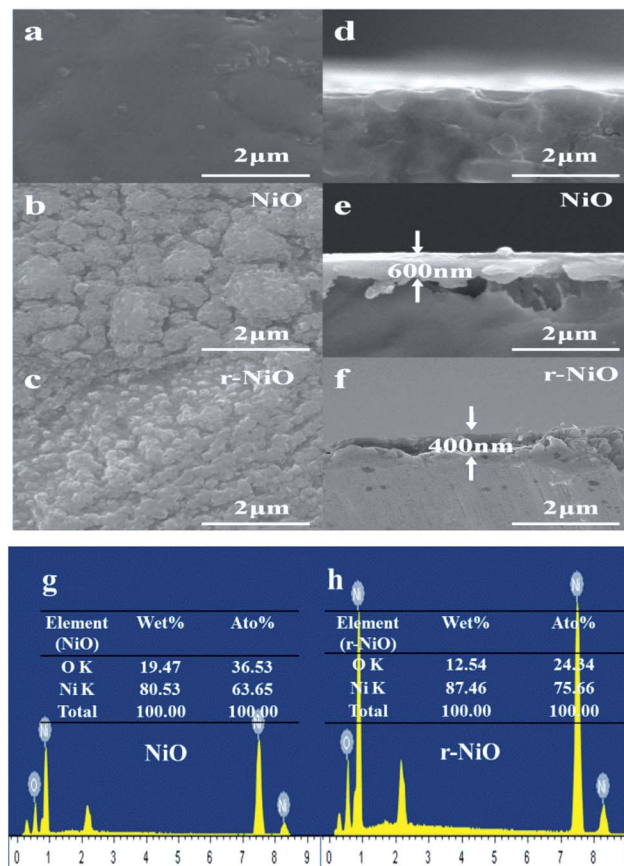 a
2μm
d
2μm
b
NiO
2μm
e
NiO
600nm
2μm
c
r-NiO
2μm
f
r-NiO
400nm
2μm
g
Element Wet% Ato%
(NiO)
O K 19.47 36.53
Ni K 80.53 63.65
Total 100.00 100.00
NiO
O
N
N
N
0 1 2 3 4 5 6 7 8 9
h
Element Wet% Ato%
(r-NiO)
O K 12.54 24.34
Ni K 87.46 75.66
Total 100.00 100.00
r-NiO
O
N
N
N
0 1 2 3 4 5 6 7 8